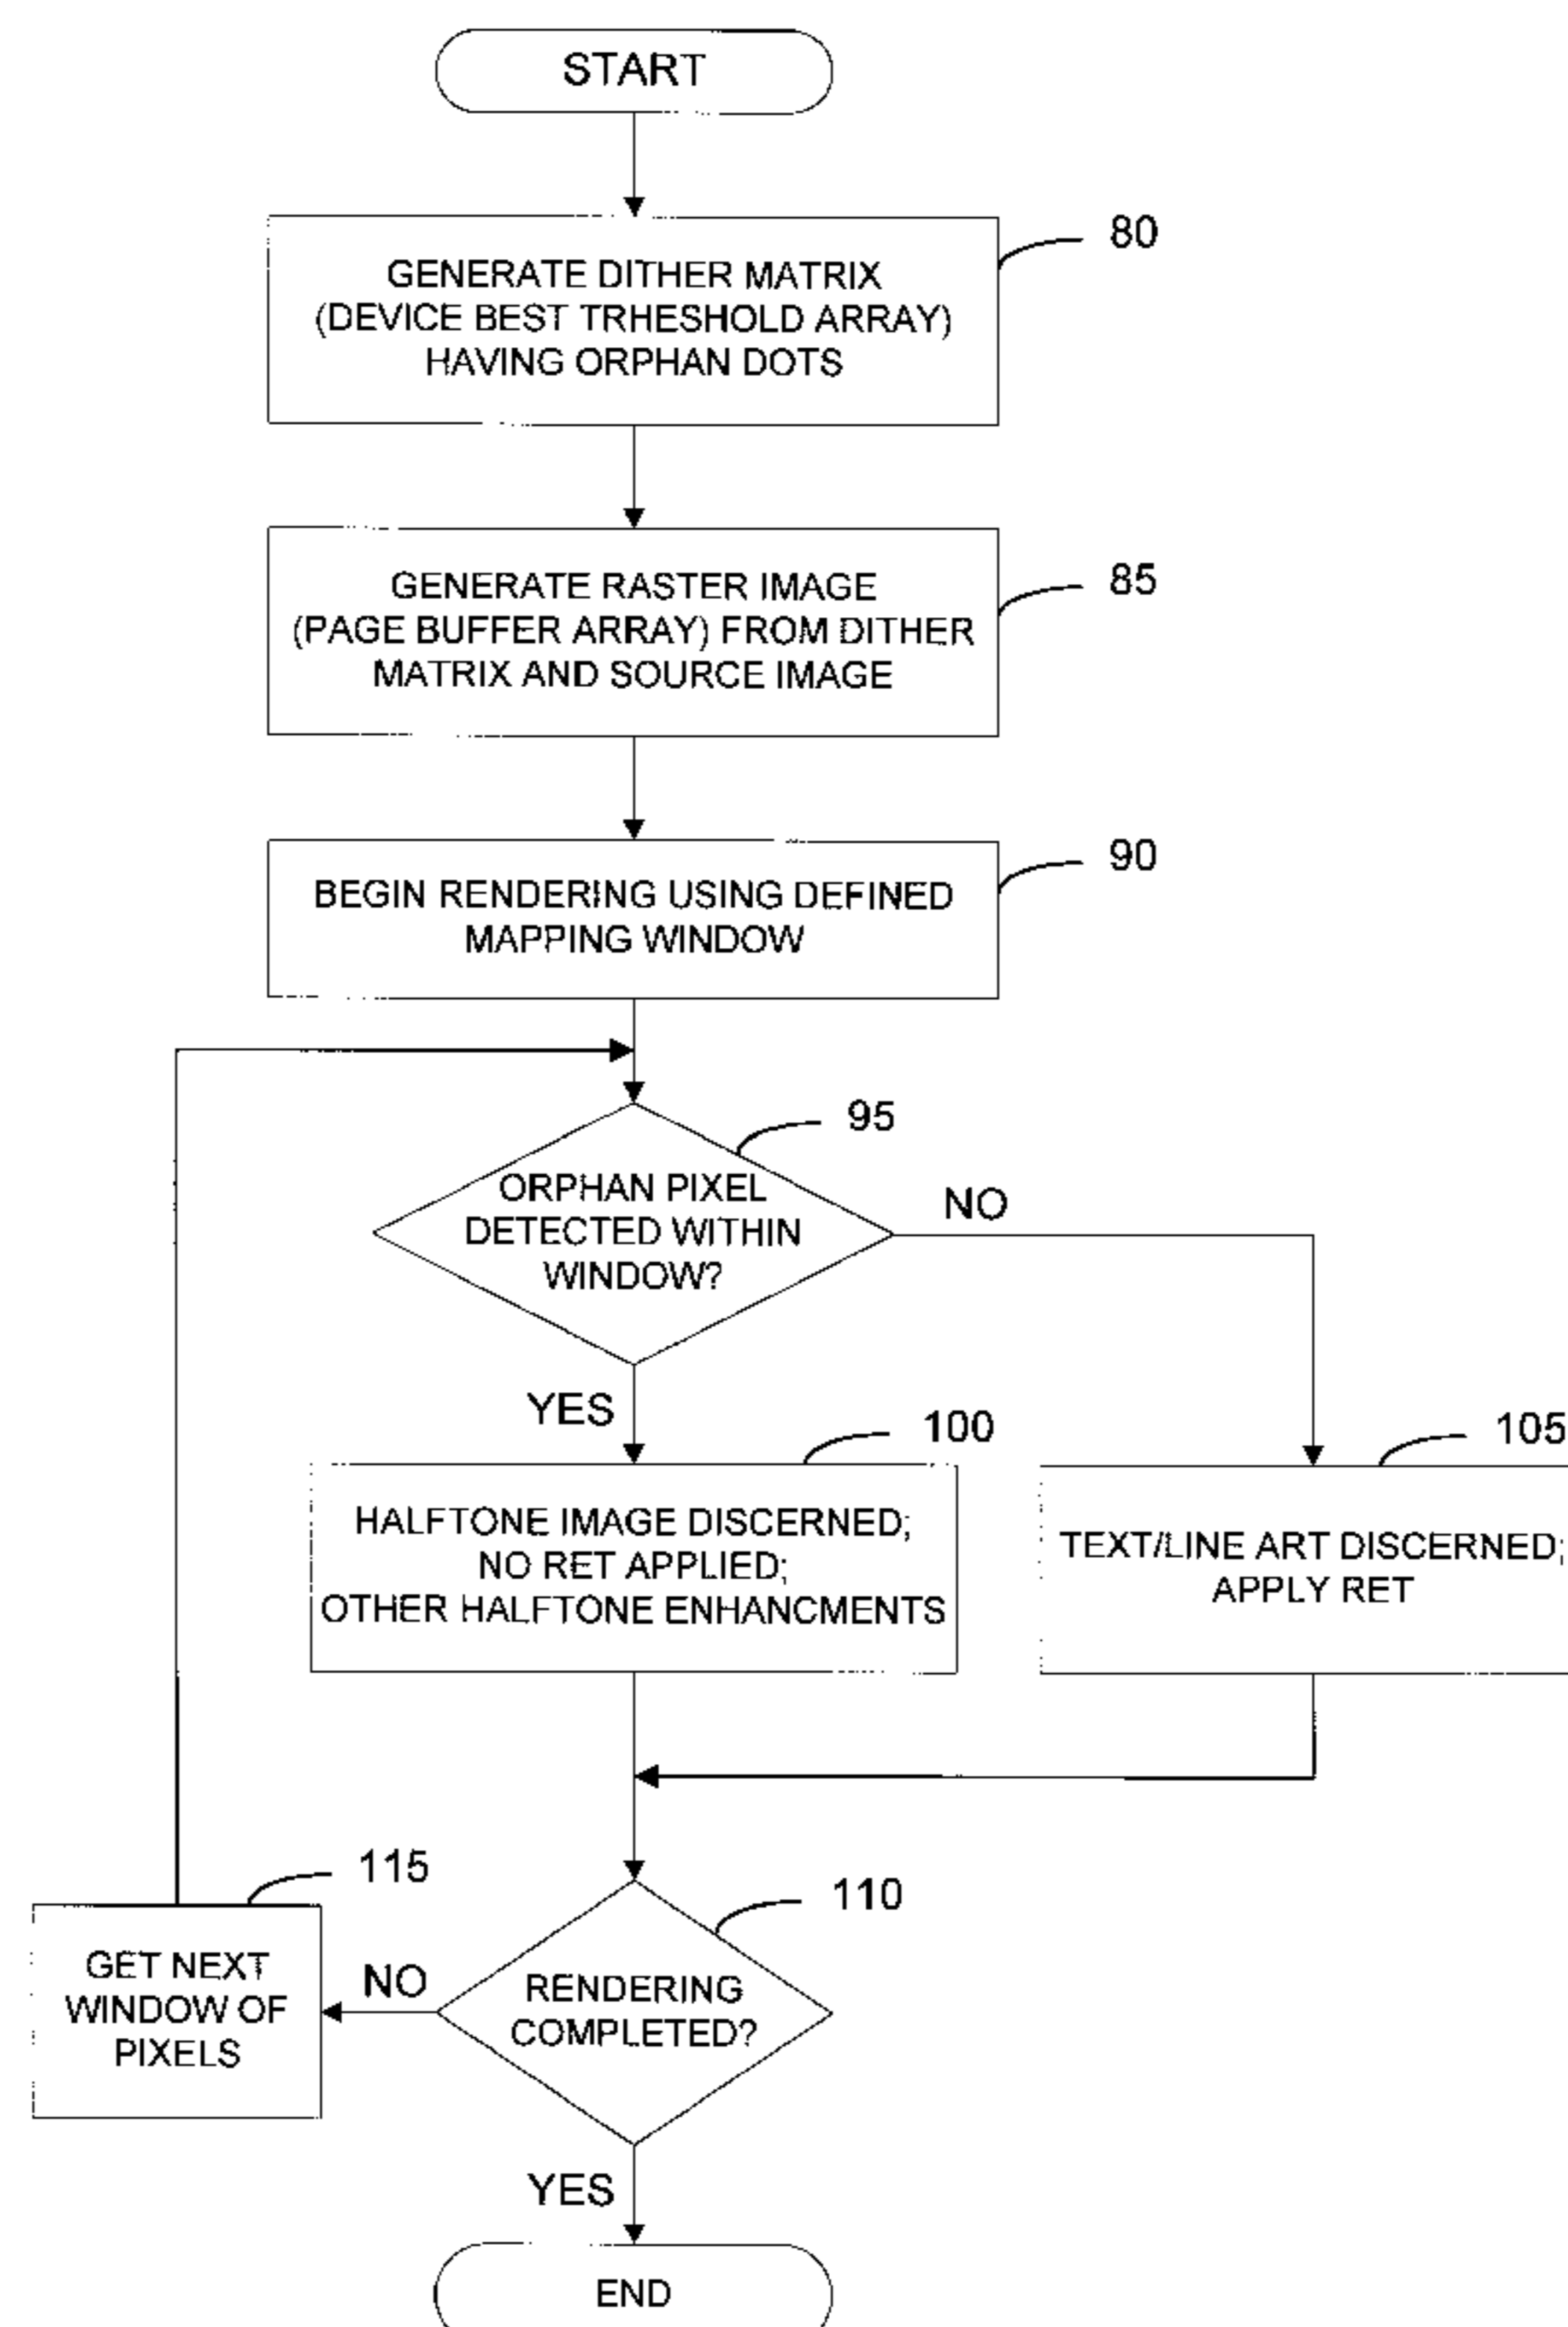 START
80
GENERATE DITHER MATRIX
(DEVICE BEST TRHESHOLD ARRAY)
HAVING ORPHAN DOTS
85
GENERATE RASTER IMAGE
(PAGE BUFFER ARRAY) FROM DITHER
MATRIX AND SOURCE IMAGE
90
BEGIN RENDERING USING DEFINED
MAPPING WINDOW
95
ORPHAN PIXEL
DETECTED WITHIN
WINDOW?
NO
YES
100
HALFTONE IMAGE DISCERNED;
NO RET APPLIED;
OTHER HALFTONE ENHANCMENTS
105
TEXT/LINE ART DISCERNED;
APPLY RET
110
RENDERING
COMPLETED?
NO
115
GET NEXT
WINDOW OF
PIXELS
YES
END